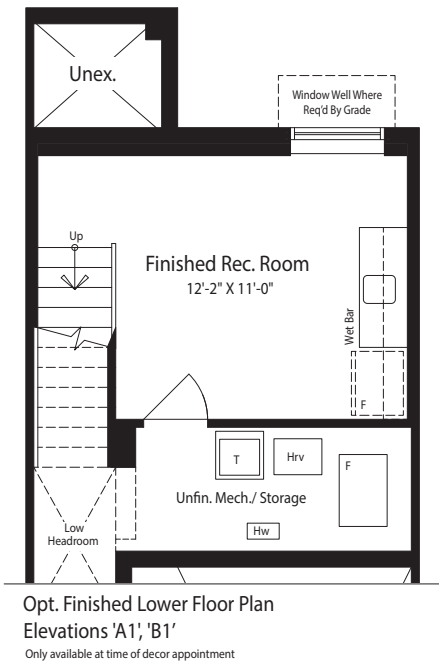 Unex.
Window Well Where
Req'd By Grade
Up
Finished Rec. Room
12'-2" X 11'-0"
Wet Bar
F
T
Hrv
F
Unfin. Mech./ Storage
Hw
Low
Headroom
Opt. Finished Lower Floor Plan
Elevations 'A1', 'B1'
Only available at time of decor appointment